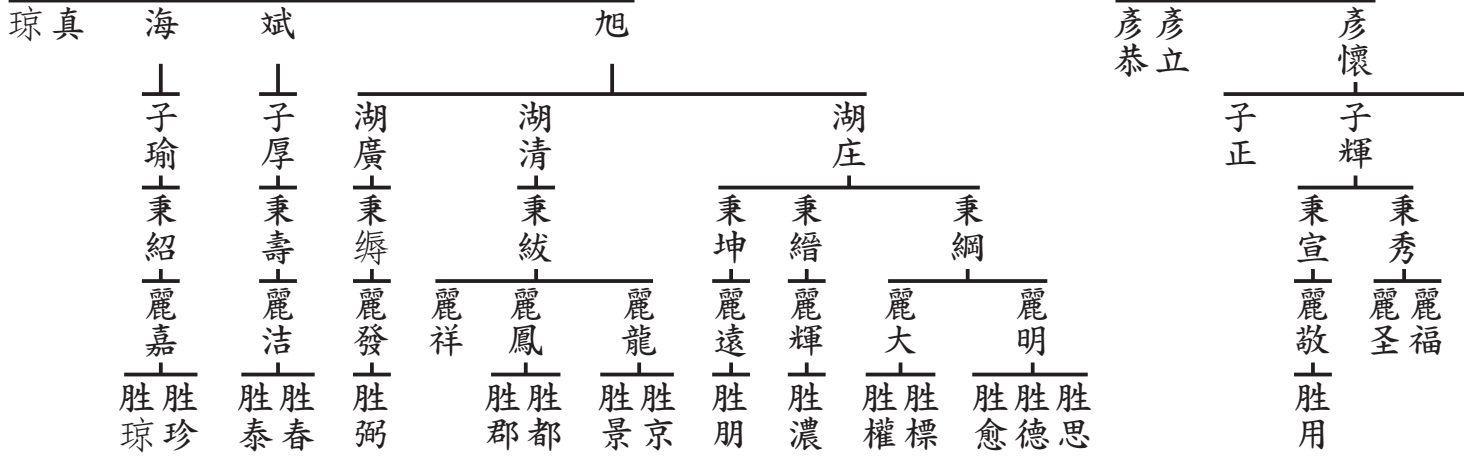 彥懷
彥立
彥恭
旭
斌
海
真
琼
子輝
子正
湖庄
湖清
湖廣
子厚
子瑜
秉秀
秉宣
秉綱
秉縉
秉坤
秉紱
秉缛
秉壽
秉紹
麗福
麗圣
麗敬
麗明
麗大
麗輝
麗遠
麗龍
麗鳳
麗祥
麗發
麗洁
麗嘉
胜用
胜思
胜德
胜愈
胜標
胜權
胜濃
胜朋
胜京
胜景
胜都
胜郡
胜弼
胜春
胜泰
胜珍
胜琼